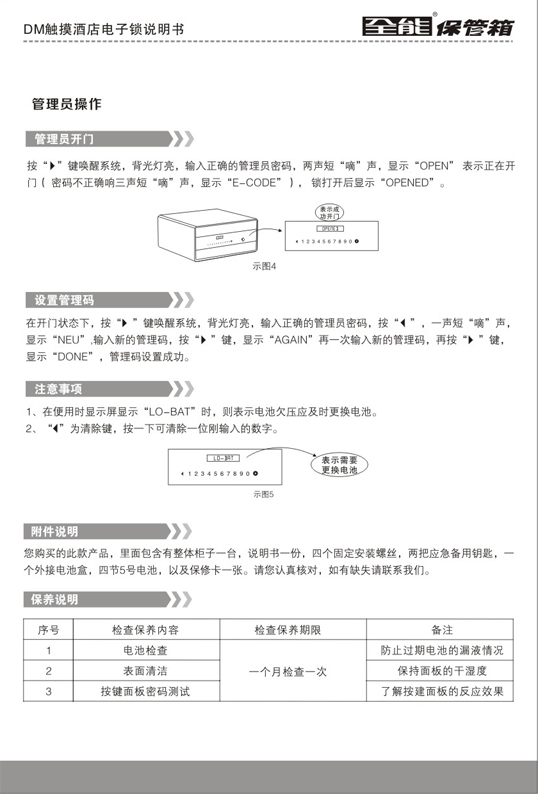 DM触摸酒店电子锁说明书
全能®保管箱
管理员操作
管理员开门
按“▶”键唤醒系统，背光灯亮，输入正确的管理员密码，两声短“嘀”声，显示“OPEN” 表示正在开
门（ 密码不正确响三声短“嘀”声，显示“E-CODE”），锁打开后显示“OPENED”。
表示成
功开门
OPENED
◀ 1 2 3 4 5 6 7 8 9 0
示图4
设置管理码
在开门状态下，按“▶”键唤醒系统，背光灯亮，输入正确的管理员密码，按“◀”，一声短“嘀”声，
显示“NEU”,输入新的管理码，按“▶”键，显示“AGAIN”再一次输入新的管理码，再按“▶”键，
显示“DONE”，管理码设置成功。
注意事项
1、在便用时显示屏显示“LO-BAT”时，则表示电池欠压应及时更换电池。
2、“◀”为清除键，按一下可清除一位刚输入的数字。
LO-BAT
◀ 1 2 3 4 5 6 7 8 9 0
表示需要
更换电池
示图5
附件说明
您购买的此款产品，里面包含有整体柜子一台，说明书一份，四个固定安装螺丝，两把应急备用钥匙，一
个外接电池盒，四节5号电池，以及保修卡一张。请您认真核对，如有缺失请联系我们。
保养说明
序号 检查保养内容 检查保养期限 备注
1 电池检查 防止过期电池的漏液情况
2 表面清洁 一个月检查一次 保持面板的干湿度
3 按键面板密码测试 了解按建面板的反应效果